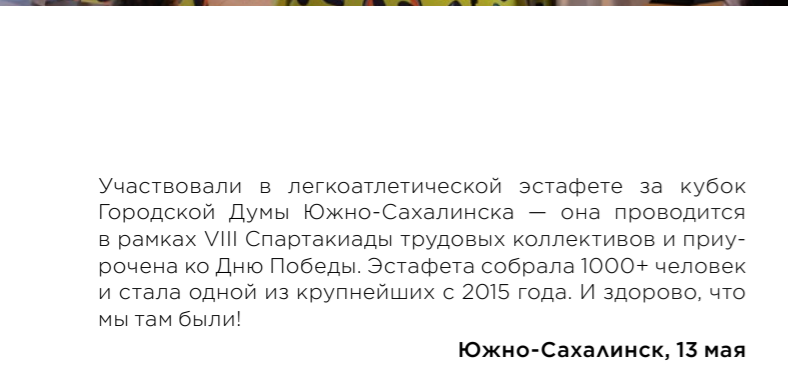 Участвовали в легкоатлетической эстафете за кубок
Городской Думы Южно-Сахалинска — она проводится
в рамках VIII Спартакиады трудовых коллективов и приу-
рочена ко Дню Победы. Эстафета собрала 1000+ человек
и стала одной из крупнейших с 2015 года. И здорово, что
мы там были!
Южно-Сахалинск, 13 мая